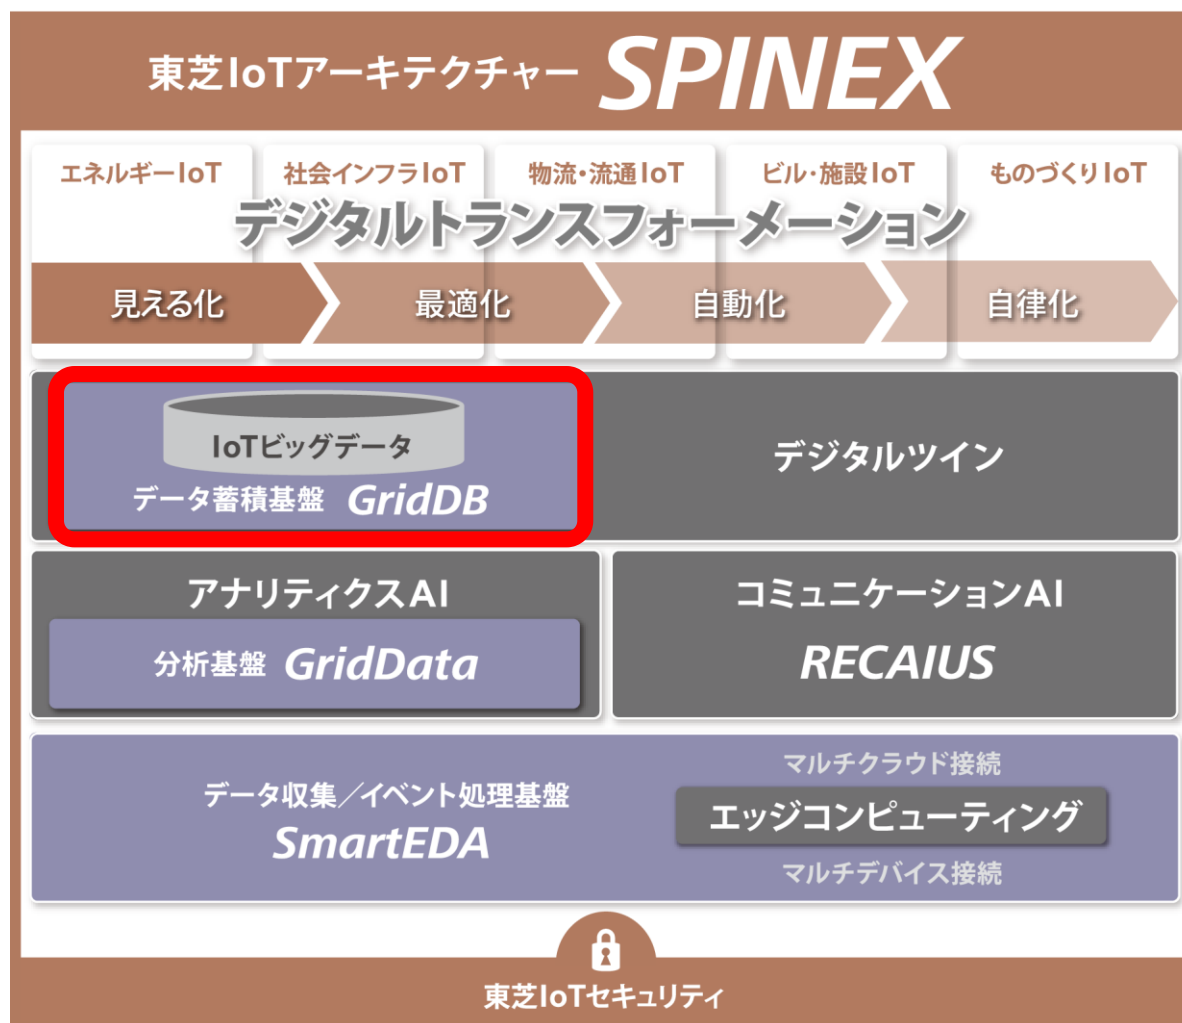 東芝IoTアーキテクチャー SPINEX
エネルギーIoT
社会インフラIoT
物流・流通IoT
ビル・施設IoT
ものづくりIoT
デジタルトランスフォーメーション
見える化
最適化
自動化
自律化
IoTビッグデータ
データ蓄積基盤 GridDB
デジタルツイン
アナリティクスAI
分析基盤 GridData
コミュニケーションAI
RECAIUS
データ収集／イベント処理基盤
SmartEDA
マルチクラウド接続
エッジコンピューティング
マルチデバイス接続
東芝IoTセキュリティ